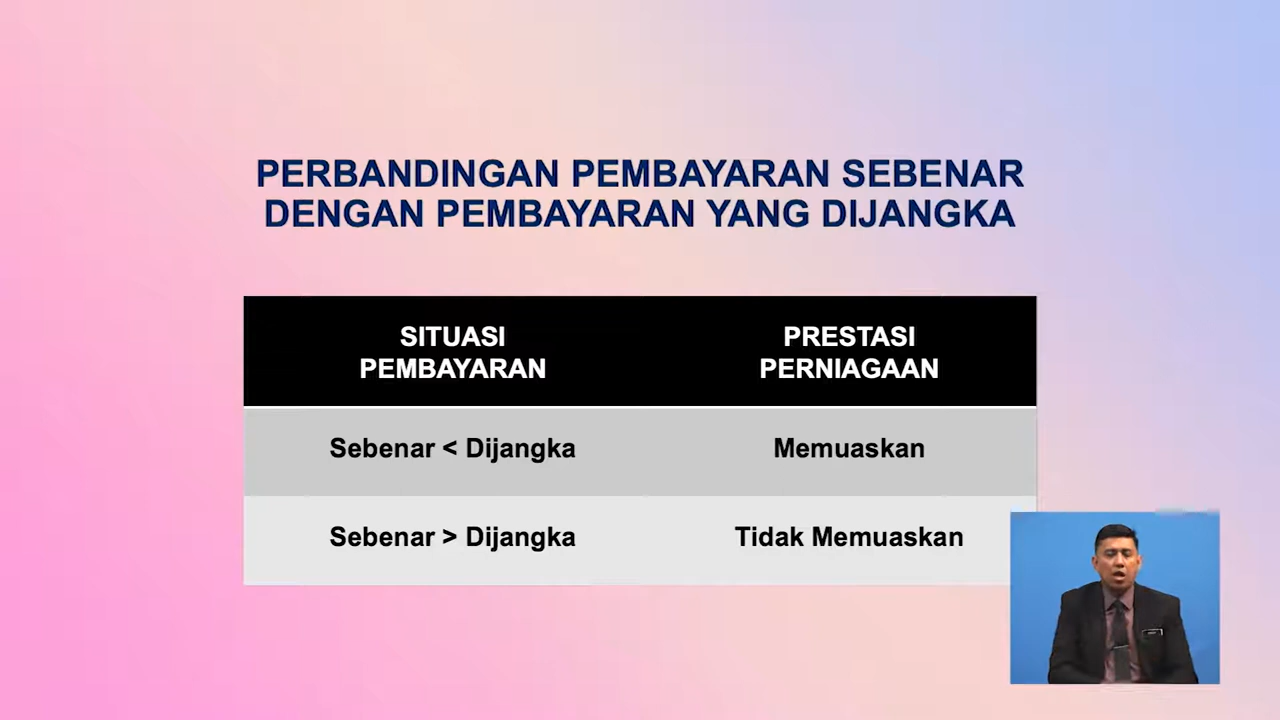 PERBANDINGAN PEMBAYARAN SEBENAR
DENGAN PEMBAYARAN YANG DIJANGKA
SITUASI
PEMBAYARAN
PRESTASI
PERNIAGAAN
Sebenar < Dijangka
Memuaskan
Sebenar > Dijangka
Tidak Memuaskan